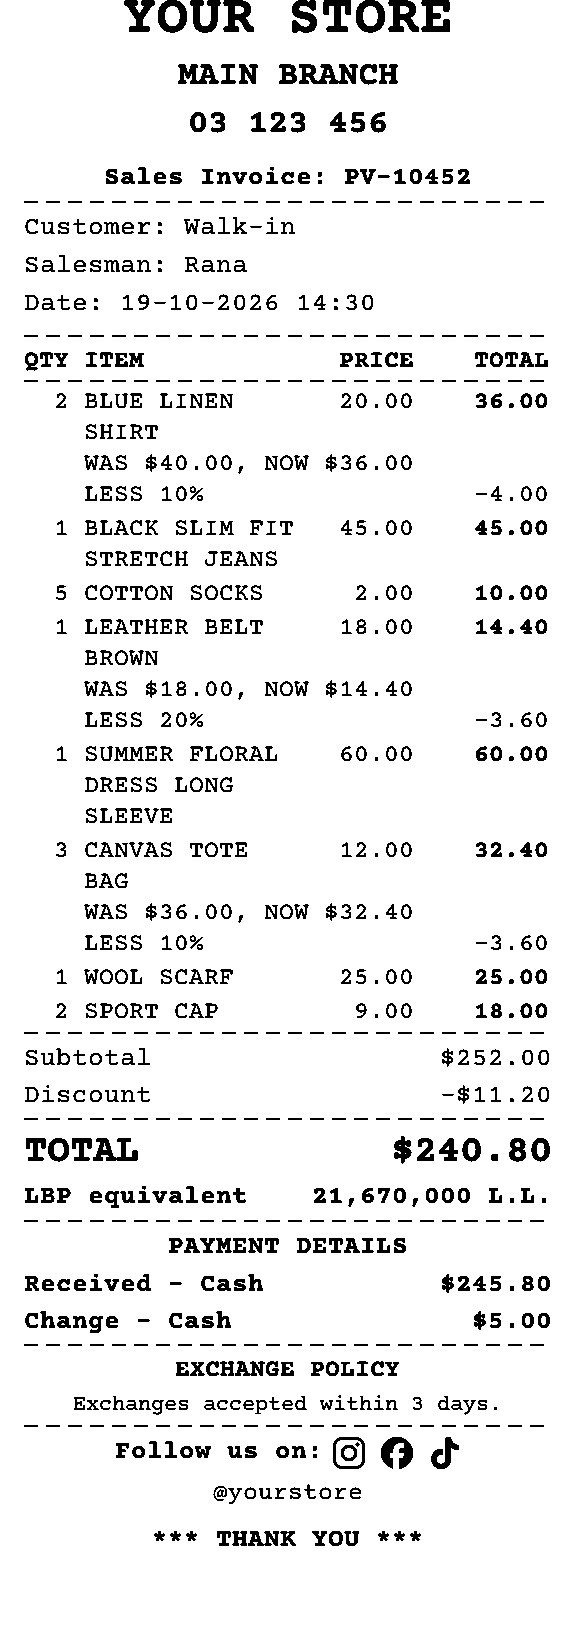 YOUR STORE
MAIN BRANCH
03 123 456
Sales Invoice: PV-10452
Customer: Walk-in
Salesman: Rana
Date: 19-10-2026 14:30
QTY ITEM PRICE TOTAL
2 BLUE LINEN 20.00 36.00
SHIRT
WAS $40.00, NOW $36.00
LESS 10% -4.00
1 BLACK SLIM FIT 45.00 45.00
STRETCH JEANS
5 COTTON SOCKS 2.00 10.00
1 LEATHER BELT 18.00 14.40
BROWN
WAS $18.00, NOW $14.40
LESS 20% -3.60
1 SUMMER FLORAL 60.00 60.00
DRESS LONG
SLEEVE
3 CANVAS TOTE 12.00 32.40
BAG
WAS $36.00, NOW $32.40
LESS 10% -3.60
1 WOOL SCARF 25.00 25.00
2 SPORT CAP 9.00 18.00
Subtotal $252.00
Discount -$11.20
TOTAL $240.80
LBP equivalent 21,670,000 L.L.
PAYMENT DETAILS
Received - Cash $245.80
Change - Cash $5.00
EXCHANGE POLICY
Exchanges accepted within 3 days.
Follow us on:
@yourstore
*** THANK YOU ***